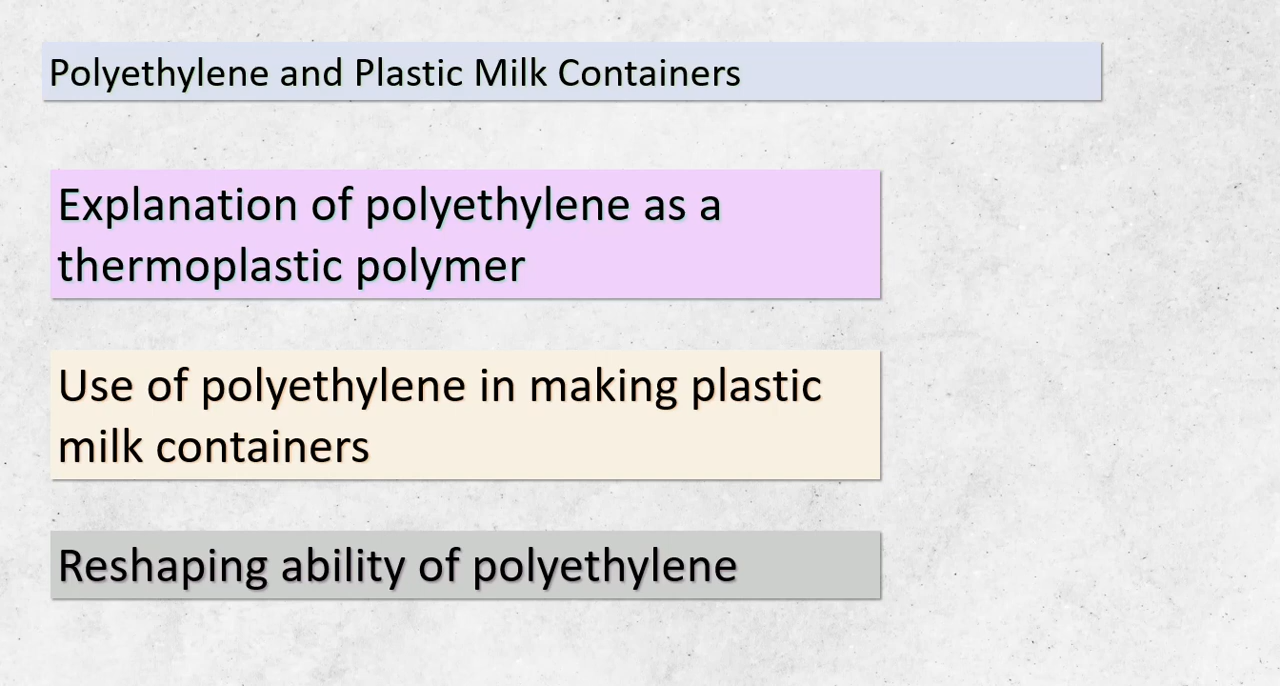 Polyethylene and Plastic Milk Containers
Explanation of polyethylene as a
thermoplastic polymer
Use of polyethylene in making plastic
milk containers
Reshaping ability of polyethylene